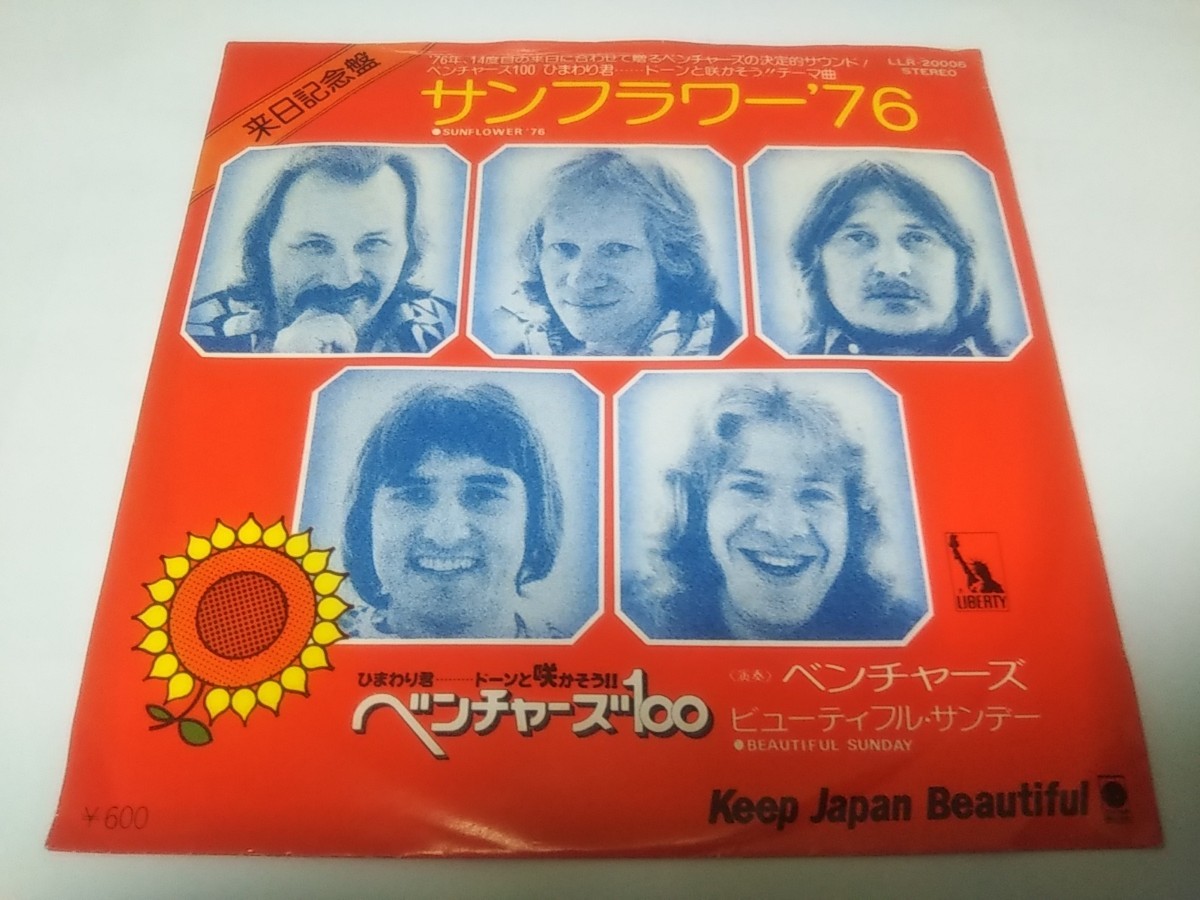 来日記念盤
'76年、14度目の来日に合わせて贈るベンチャーズの決定的サウンド!
ベンチャーズ100 ひまわり君……ドーンと咲かそう!!テーマ曲
LLR-20006
STEREO
サンフラワー'76
●SUNFLOWER '76
LIBERTY
ひまわり君………ドーンと咲かそう!!
ベンチャーズ100
〈演奏〉ベンチャーズ
ビューティフル・サンデー
●BEAUTIFUL SUNDAY
¥600
Keep Japan Beautiful